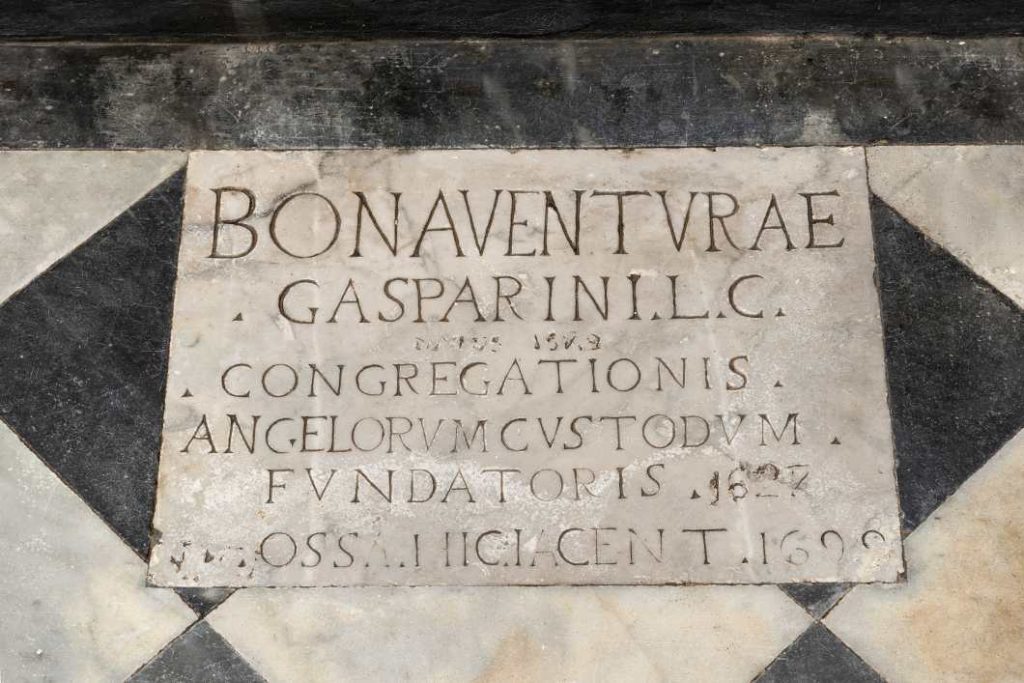 BONAVENTVRAE
. GASPARINI.L.C.
. CONGREGATIONIS .
ANGELORVM CVSTODVM .
FVNDATORIS . 1627
OSSA.HIC.IACENT.